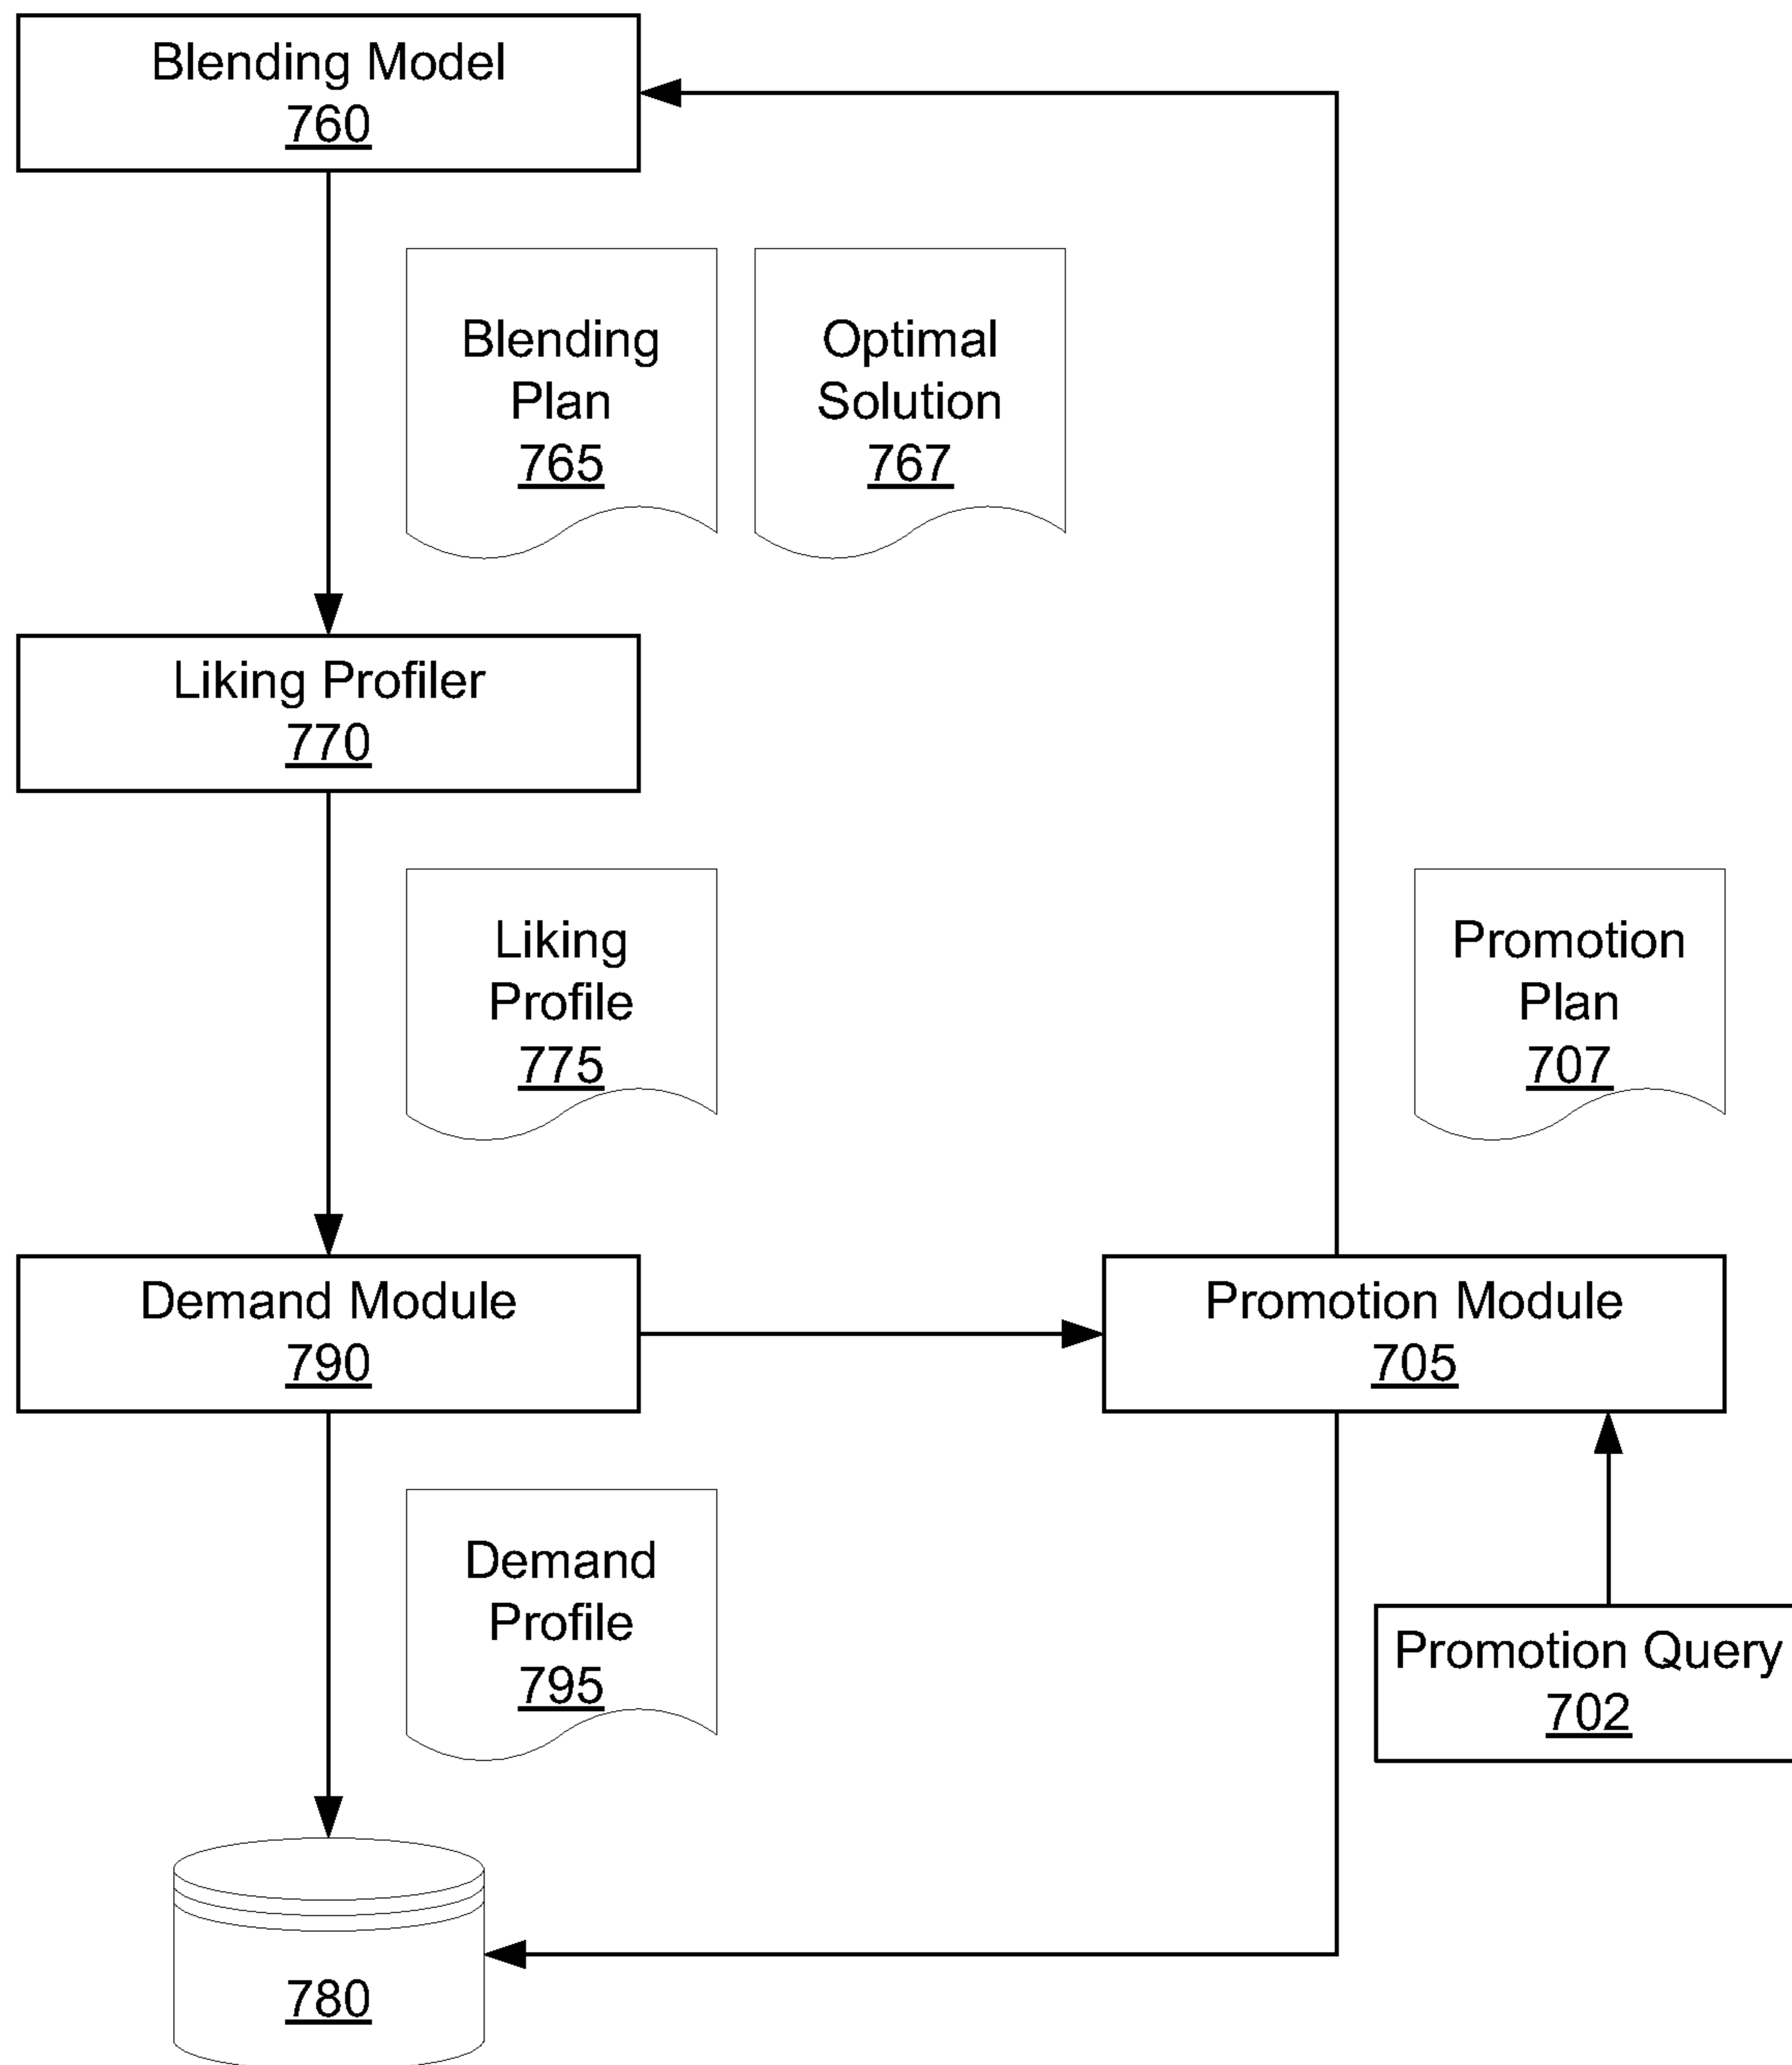 Blending Model
760
Blending
Plan
765
Optimal
Solution
767
Liking Profiler
770
Liking
Profile
775
Promotion
Plan
707
Demand Module
790
Promotion Module
705
Demand
Profile
795
Promotion Query
702
780